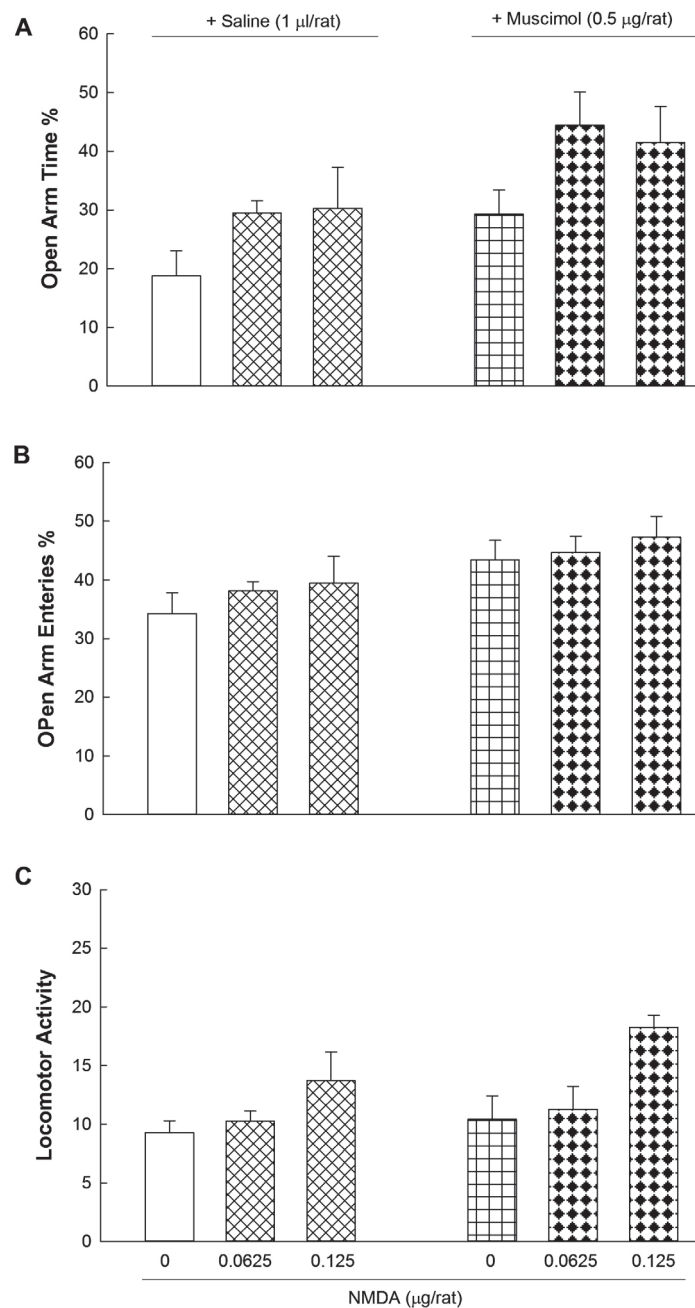 A
+ Saline (1 μl/rat)
+ Muscimol (0.5 μg/rat)
Open Arm Time %
60
50
40
30
20
10
0
B
OPen Arm Enteries %
60
50
40
30
20
10
0
C
Locomotor Activity
30
25
20
15
10
5
0
0 0.0625 0.125 0 0.0625 0.125
NMDA (μg/rat)